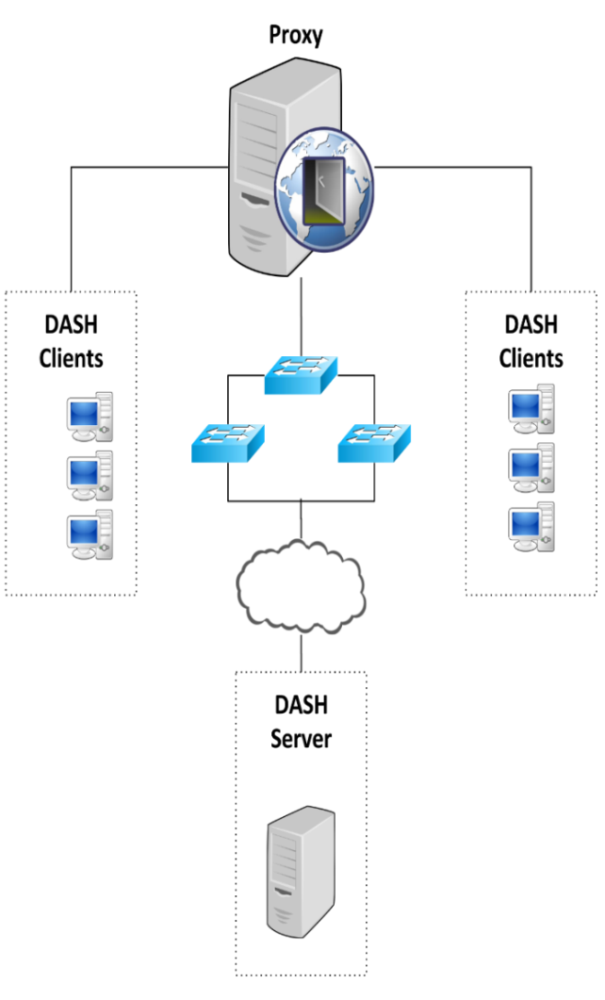 Proxy
DASH
Clients
DASH
Clients
DASH
Server